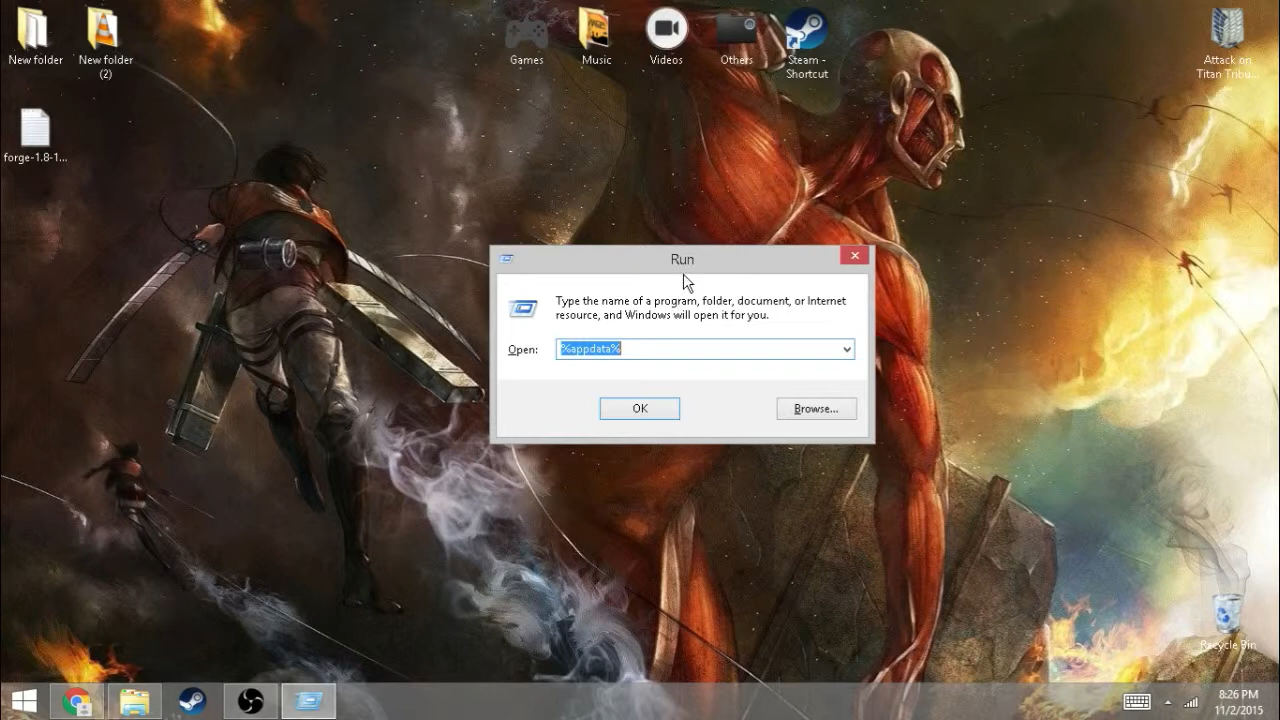 New folder
New folder
(2)
Games
Music
Videos
Others
Steam -
Shortcut
Attack on
Titan Tribu...
forge-1.8-1...
Run
Type the name of a program, folder, document, or Internet
resource, and Windows will open it for you.
Open:
%appdata%
OK
Browse...
Recycle Bin
8:26 PM
11/2/2015